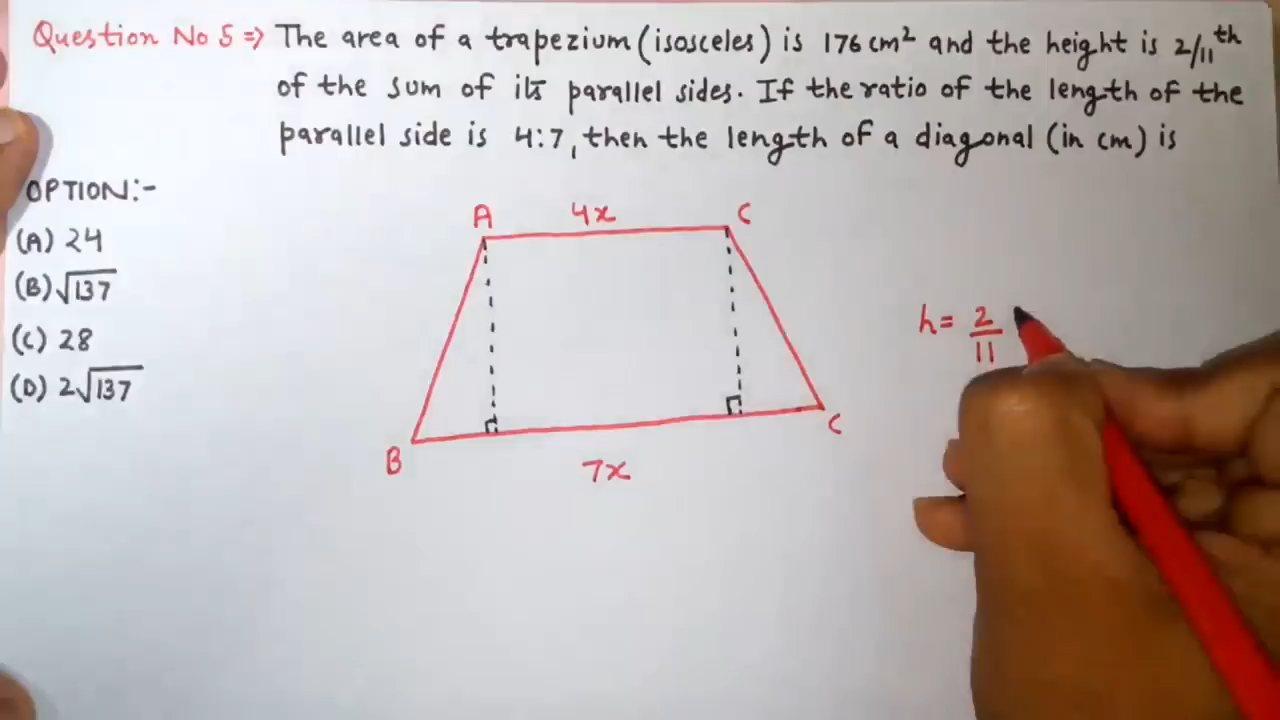 Question No 5 => The area of a trapezium (isosceles) is 176 cm² and the height is 2/11th
of the sum of its parallel sides. If the ratio of the length of the
parallel side is 4:7, then the length of a diagonal (in cm) is
OPTION:-
(A) 24
(B) √137
(C) 28
(D) 2√137
A
4x
C
h = 2/11
B
7x
C